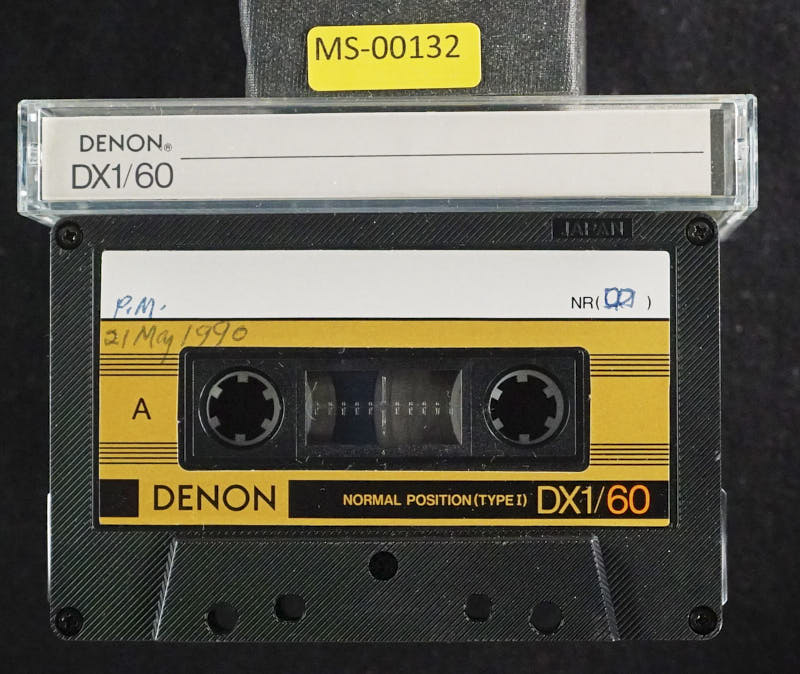 MS-00132
DENON®
DX1/60
JAPAN
P.M.
NR( )
21 May 1990
A
DENON NORMAL POSITION (TYPE I) DX1/60